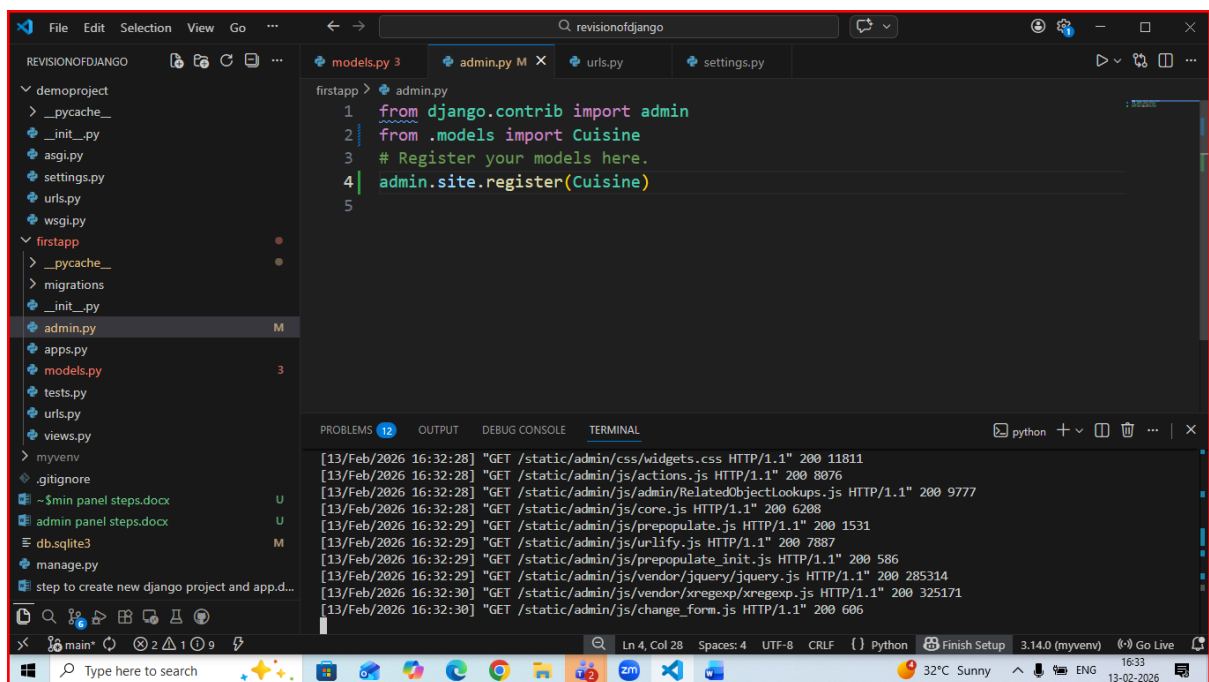 File Edit Selection View Go ··· revisionofdjango
REVISIONOFDJANGO
models.py 3 admin.py M urls.py settings.py
firstapp > admin.py
demoproject
__pycache__
__init__.py
asgi.py
settings.py
urls.py
wsgi.py
firstapp
__pycache__
migrations
__init__.py
admin.py M
apps.py
models.py 3
tests.py
urls.py
views.py
myvenv
.gitignore
~$min panel steps.docx U
admin panel steps.docx U
db.sqlite3 M
manage.py
step to create new django project and app.d...
1 from django.contrib import admin
2 from .models import Cuisine
3 # Register your models here.
4 admin.site.register(Cuisine)
5
PROBLEMS 12 OUTPUT DEBUG CONSOLE TERMINAL python
[13/Feb/2026 16:32:28] "GET /static/admin/css/widgets.css HTTP/1.1" 200 11811
[13/Feb/2026 16:32:28] "GET /static/admin/js/actions.js HTTP/1.1" 200 8076
[13/Feb/2026 16:32:28] "GET /static/admin/js/admin/RelatedObjectLookups.js HTTP/1.1" 200 9777
[13/Feb/2026 16:32:28] "GET /static/admin/js/core.js HTTP/1.1" 200 6208
[13/Feb/2026 16:32:29] "GET /static/admin/js/prepopulate.js HTTP/1.1" 200 1531
[13/Feb/2026 16:32:29] "GET /static/admin/js/urlify.js HTTP/1.1" 200 7887
[13/Feb/2026 16:32:29] "GET /static/admin/js/prepopulate_init.js HTTP/1.1" 200 586
[13/Feb/2026 16:32:29] "GET /static/admin/js/vendor/jquery/jquery.js HTTP/1.1" 200 285314
[13/Feb/2026 16:32:30] "GET /static/admin/js/vendor/xregexp/xregexp.js HTTP/1.1" 200 325171
[13/Feb/2026 16:32:30] "GET /static/admin/js/change_form.js HTTP/1.1" 200 606
main* 2 1 9 Ln 4, Col 28 Spaces: 4 UTF-8 CRLF { } Python Finish Setup 3.14.0 (myvenv) Go Live
Type here to search 2 zm 32°C Sunny ENG 16:33
13-02-2026